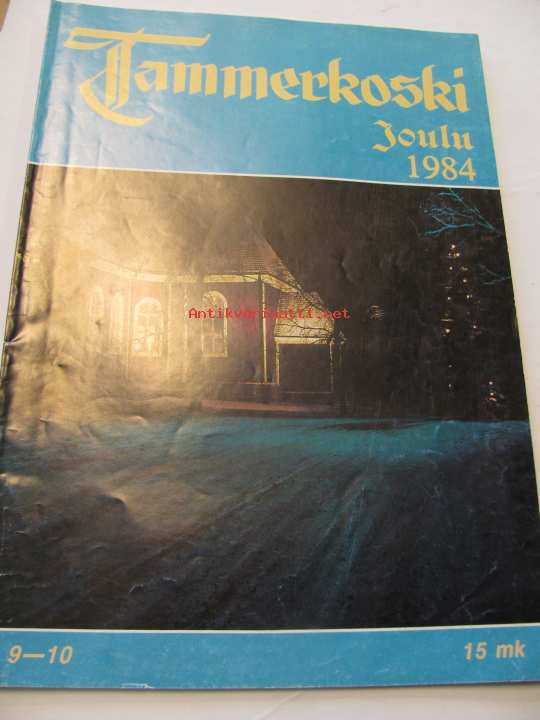 Tammerkoski
Joulu
1984
Antikvariaatti.net
9—10
15 mk